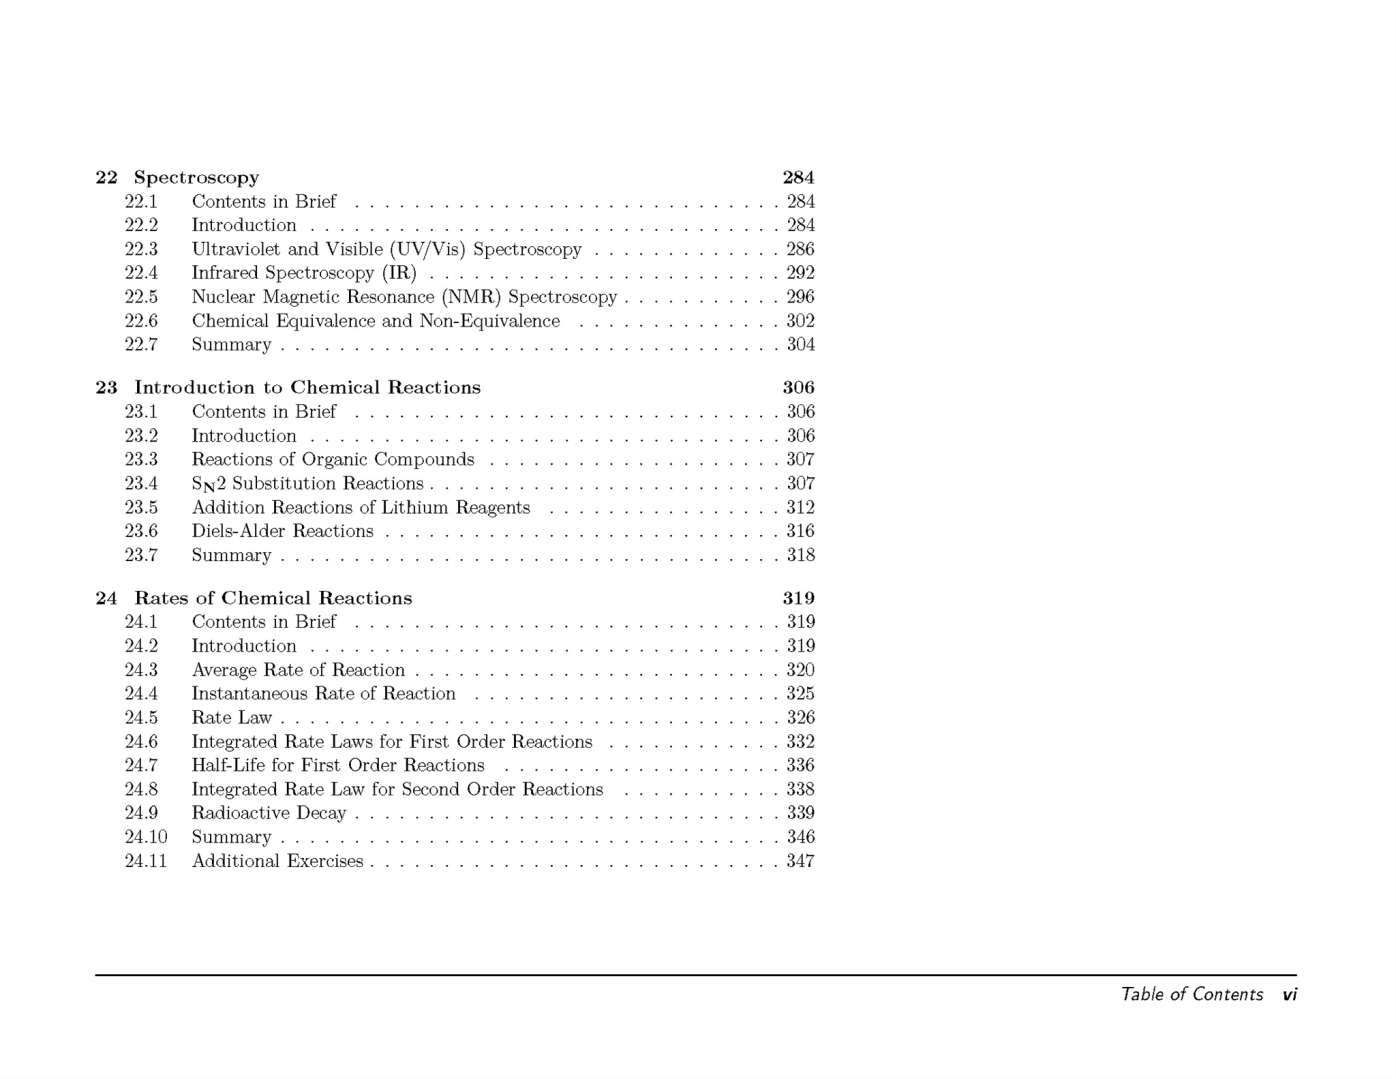 22 Spectroscopy 284
22.1 Contents in Brief . . . . . . . . . . . . . . . . . . . . . . . . . . . . . 284
22.2 Introduction . . . . . . . . . . . . . . . . . . . . . . . . . . . . . . . . 284
22.3 Ultraviolet and Visible (UV/Vis) Spectroscopy . . . . . . . . . . . . . 286
22.4 Infrared Spectroscopy (IR) . . . . . . . . . . . . . . . . . . . . . . . . 292
22.5 Nuclear Magnetic Resonance (NMR) Spectroscopy . . . . . . . . . . . 296
22.6 Chemical Equivalence and Non-Equivalence . . . . . . . . . . . . . . 302
22.7 Summary . . . . . . . . . . . . . . . . . . . . . . . . . . . . . . . . . . 304
23 Introduction to Chemical Reactions 306
23.1 Contents in Brief . . . . . . . . . . . . . . . . . . . . . . . . . . . . . 306
23.2 Introduction . . . . . . . . . . . . . . . . . . . . . . . . . . . . . . . . 306
23.3 Reactions of Organic Compounds . . . . . . . . . . . . . . . . . . . . 307
23.4 SN2 Substitution Reactions . . . . . . . . . . . . . . . . . . . . . . . . 307
23.5 Addition Reactions of Lithium Reagents . . . . . . . . . . . . . . . . 312
23.6 Diels-Alder Reactions . . . . . . . . . . . . . . . . . . . . . . . . . . . 316
23.7 Summary . . . . . . . . . . . . . . . . . . . . . . . . . . . . . . . . . . 318
24 Rates of Chemical Reactions 319
24.1 Contents in Brief . . . . . . . . . . . . . . . . . . . . . . . . . . . . . 319
24.2 Introduction . . . . . . . . . . . . . . . . . . . . . . . . . . . . . . . . 319
24.3 Average Rate of Reaction . . . . . . . . . . . . . . . . . . . . . . . . . 320
24.4 Instantaneous Rate of Reaction . . . . . . . . . . . . . . . . . . . . . 325
24.5 Rate Law . . . . . . . . . . . . . . . . . . . . . . . . . . . . . . . . . . 326
24.6 Integrated Rate Laws for First Order Reactions . . . . . . . . . . . . 332
24.7 Half-Life for First Order Reactions . . . . . . . . . . . . . . . . . . . 336
24.8 Integrated Rate Law for Second Order Reactions . . . . . . . . . . . 338
24.9 Radioactive Decay . . . . . . . . . . . . . . . . . . . . . . . . . . . . . 339
24.10 Summary . . . . . . . . . . . . . . . . . . . . . . . . . . . . . . . . . . 346
24.11 Additional Exercises . . . . . . . . . . . . . . . . . . . . . . . . . . . . 347
Table of Contents vi